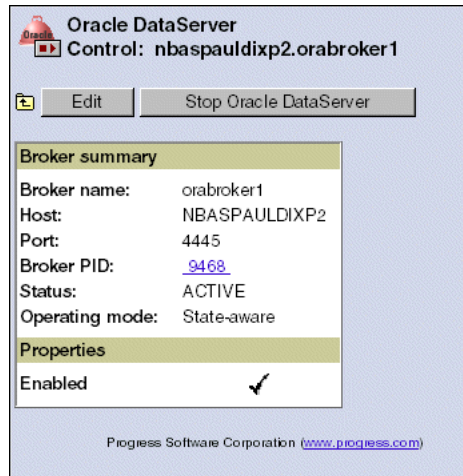 Oracle
Oracle DataServer
Control: nbaspauldixp2.orabroker1
Edit Stop Oracle DataServer
Broker summary
Broker name: orabroker1
Host: NBASPAULDIXP2
Port: 4445
Broker PID: 9468
Status: ACTIVE
Operating mode: State-aware
Properties
Enabled
Progress Software Corporation (www.progress.com)